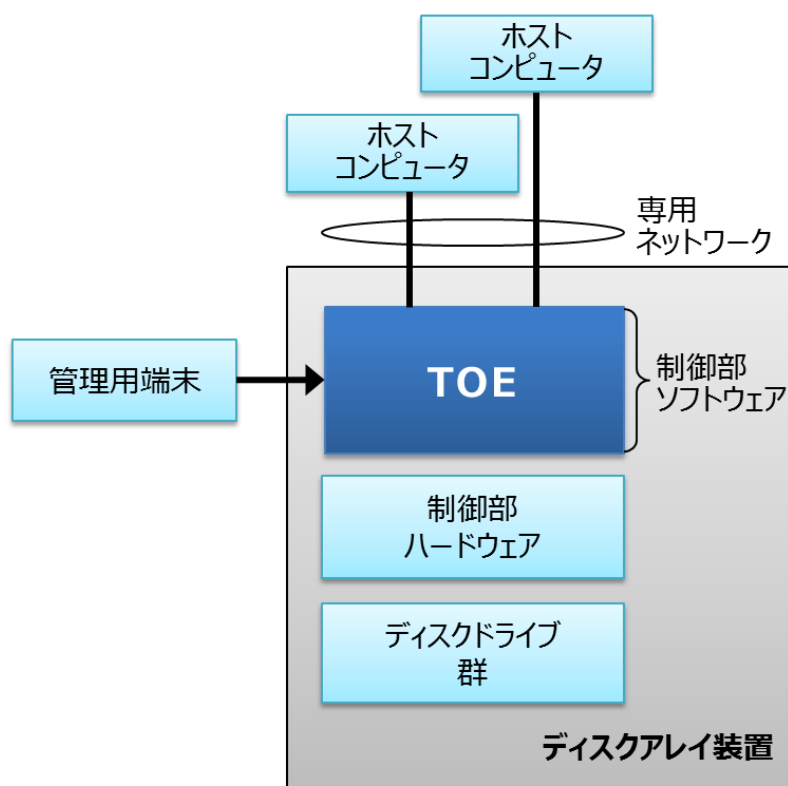 ホスト
コンピュータ
ホスト
コンピュータ
専用
ネットワーク
管理用端末
TOE
制御部
ソフトウェア
制御部
ハードウェア
ディスクドライブ
群
ディスクアレイ装置